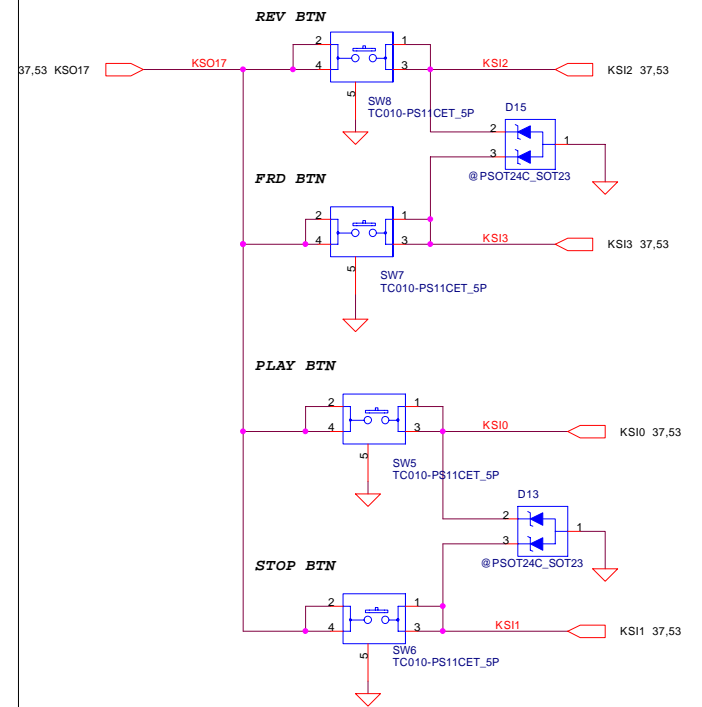 REV BTN
2 1
37,53 KSO17 KSO17 4 3 KSI2 KSI2 37,53
5
SW8
TC010-PS11CET_5P
D15
2
1
3
@PSOT24C_SOT23
FRD BTN
2 1
4 3 KSI3 KSI3 37,53
5
SW7
TC010-PS11CET_5P
PLAY BTN
2 1
4 3 KSI0 KSI0 37,53
5
SW5
TC010-PS11CET_5P
D13
2
1
3
@PSOT24C_SOT23
STOP BTN
2 1
4 3 KSI1 KSI1 37,53
5
SW6
TC010-PS11CET_5P